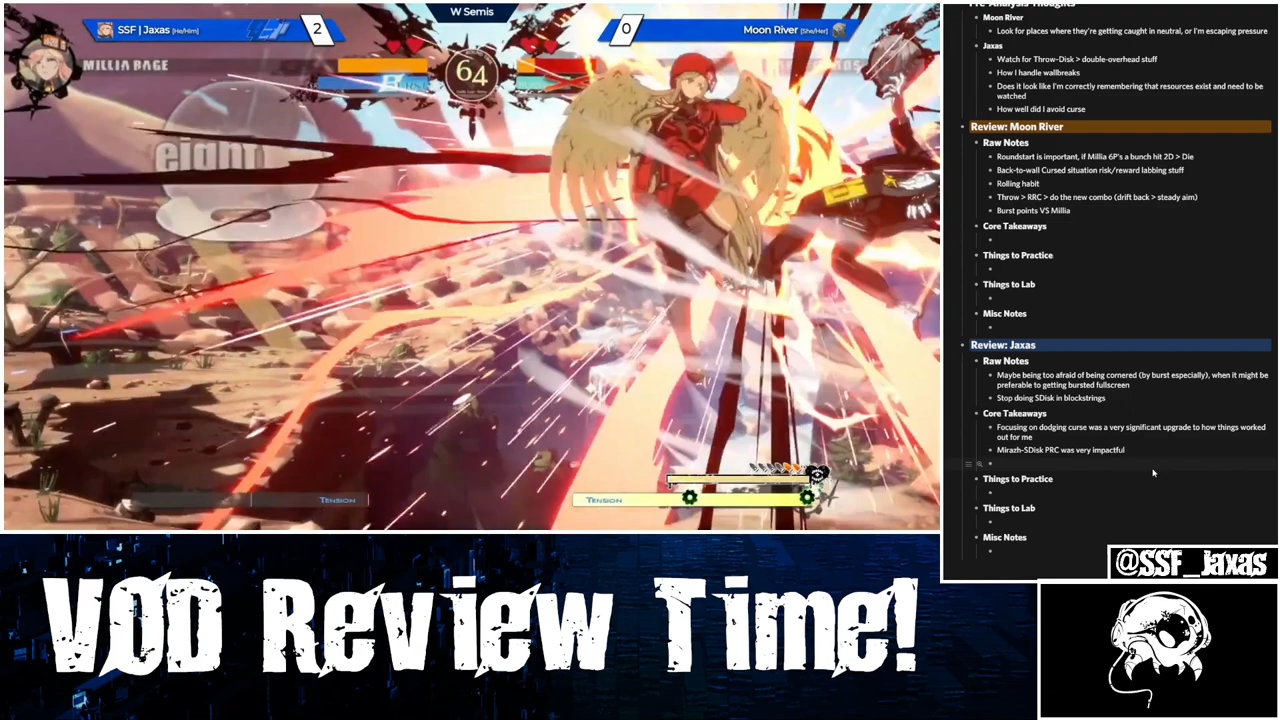 W Semis
SSF | Jaxas [He/Him]
2
0
Moon River [She/Her]
MILLIA RAGE
64
BURST
eight
TENSION
TENSION
Pre-Analysis Thoughts
Moon River
Look for places where they're getting caught in neutral, or I'm escaping pressure
Jaxas
Watch for Throw-Disk > double-overhead stuff
How I handle wallbreaks
Does it look like I'm correctly remembering that resources exist and need to be
watched
How well did I avoid curse
Review: Moon River
Raw Notes
Roundstart is important, if Millia 6P's a bunch hit 2D > Die
Back-to-wall Cursed situation risk/reward labbing stuff
Rolling habit
Throw > RRC > do the new combo (drift back > steady aim)
Burst points VS Millia
Core Takeaways
Things to Practice
Things to Lab
Misc Notes
Review: Jaxas
Raw Notes
Maybe being too afraid of being cornered (by burst especially), when it might be
preferable to getting bursted fullscreen
Stop doing SDisk in blockstrings
Core Takeaways
Focusing on dodging curse was a very significant upgrade to how things worked
out for me
Mirazh-SDisk PRC was very impactful
Things to Practice
Things to Lab
Misc Notes
@SSF_Jaxas
VOD Review Time!